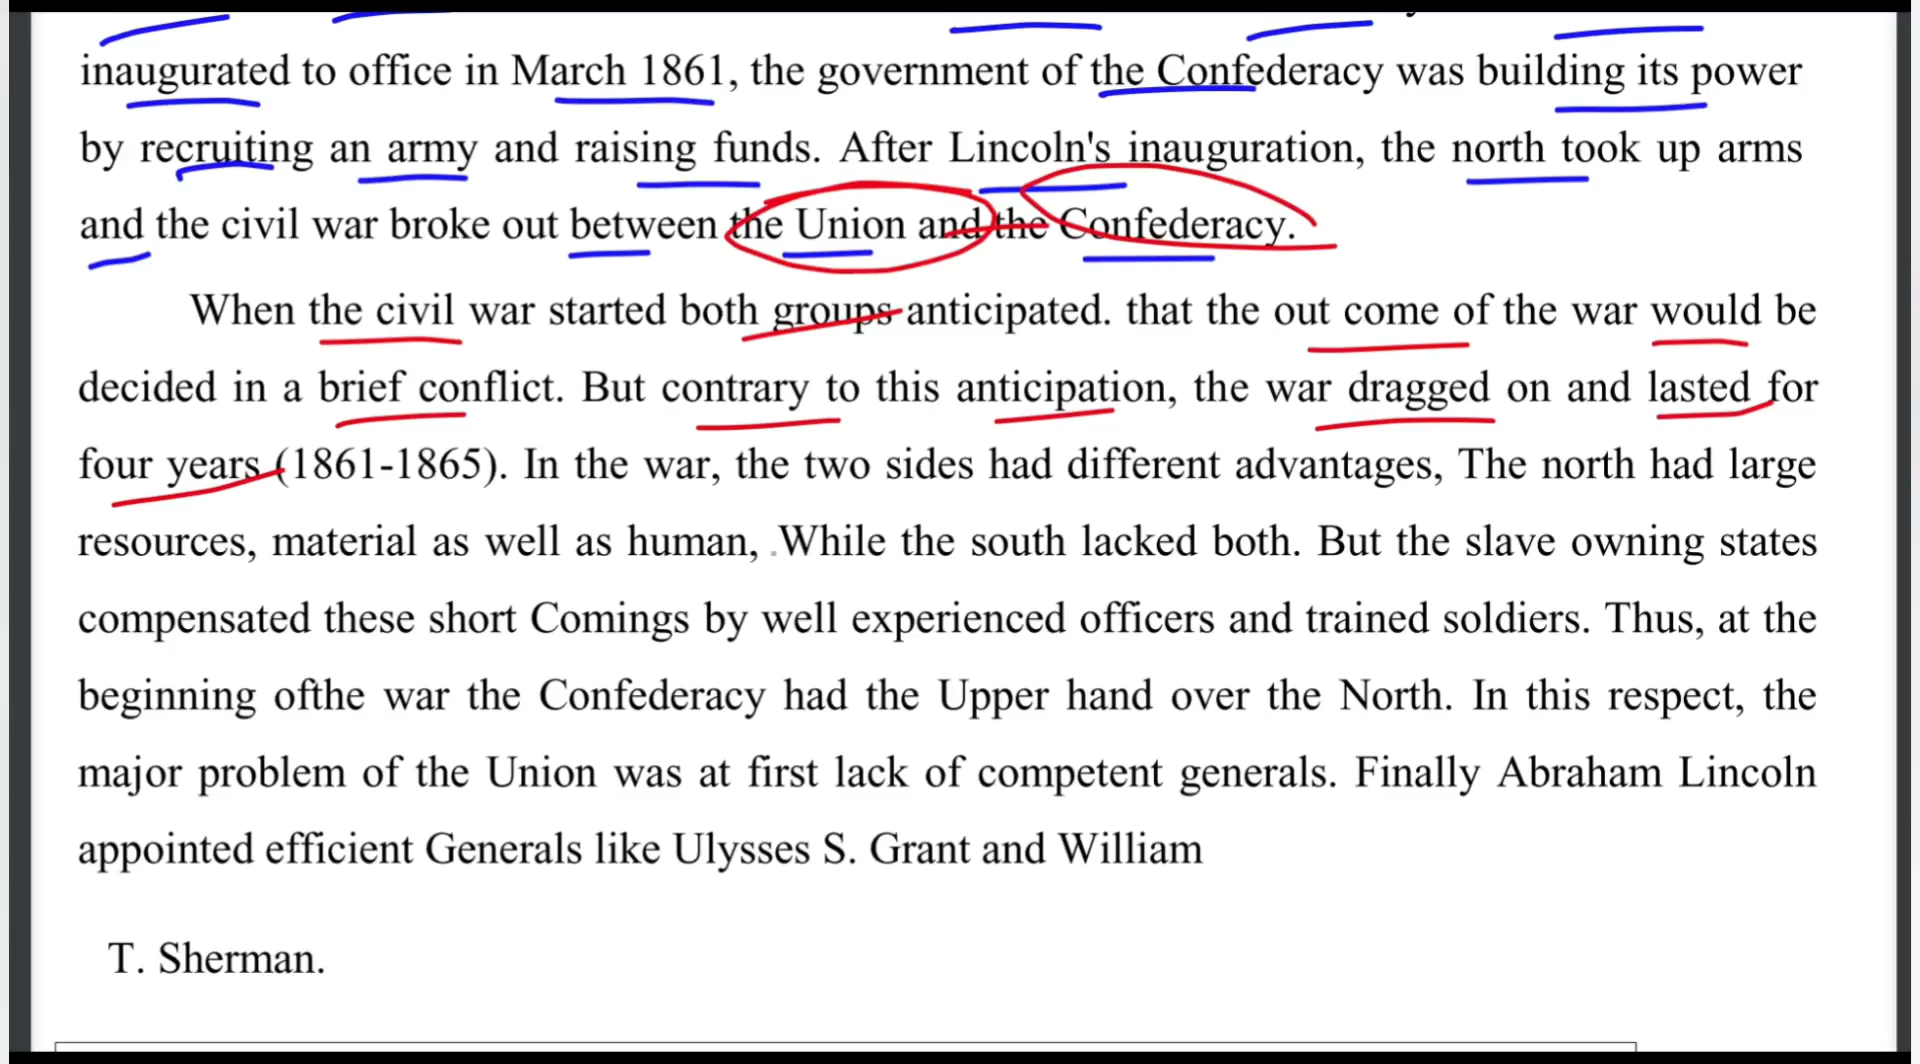 inaugurated to office in March 1861, the government of the Confederacy was building its power
by recruiting an army and raising funds. After Lincoln's inauguration, the north took up arms
and the civil war broke out between the Union and the Confederacy.
When the civil war started both groups anticipated. that the out come of the war would be
decided in a brief conflict. But contrary to this anticipation, the war dragged on and lasted for
four years (1861-1865). In the war, the two sides had different advantages, The north had large
resources, material as well as human, .While the south lacked both. But the slave owning states
compensated these short Comings by well experienced officers and trained soldiers. Thus, at the
beginning ofthe war the Confederacy had the Upper hand over the North. In this respect, the
major problem of the Union was at first lack of competent generals. Finally Abraham Lincoln
appointed efficient Generals like Ulysses S. Grant and William
T. Sherman.